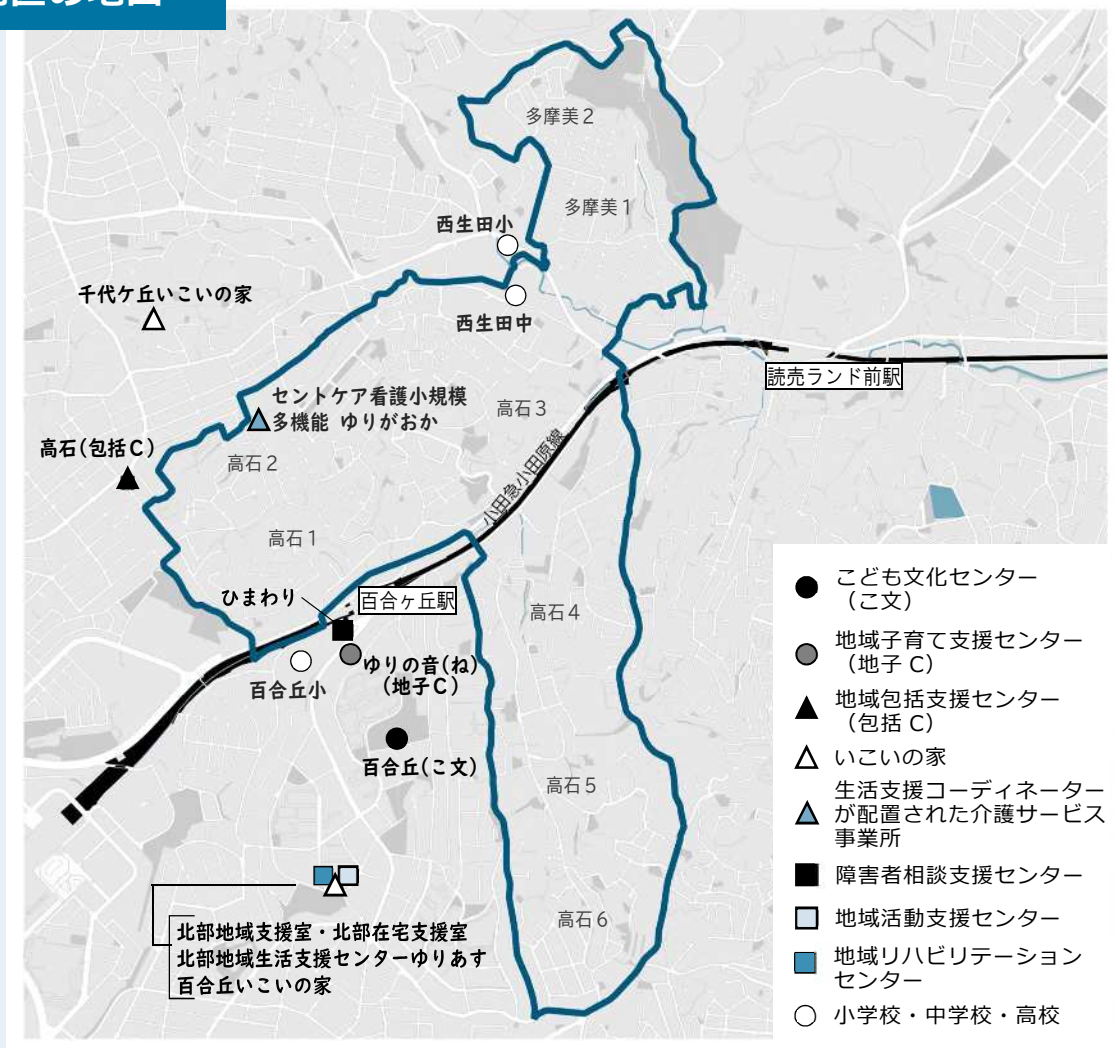 地区の地図
多摩美2
多摩美1
西生田小
千代ケ丘いこいの家
西生田中
読売ランド前駅
セントケア看護小規模
多機能 ゆりがおか
高石3
高石(包括C)
高石2
小田急小田原線
高石1
ひまわり
百合ヶ丘駅
高石4
百合丘小
ゆりの音(ね)
(地子C)
百合丘(こ文)
高石5
高石6
北部地域支援室・北部在宅支援室
北部地域生活支援センターゆりあす
百合丘いこいの家
こども文化センター
(こ文)
地域子育て支援センター
(地子 C)
地域包括支援センター
(包括 C)
いこいの家
生活支援コーディネーター
が配置された介護サービス
事業所
障害者相談支援センター
地域活動支援センター
地域リハビリテーション
センター
小学校・中学校・高校